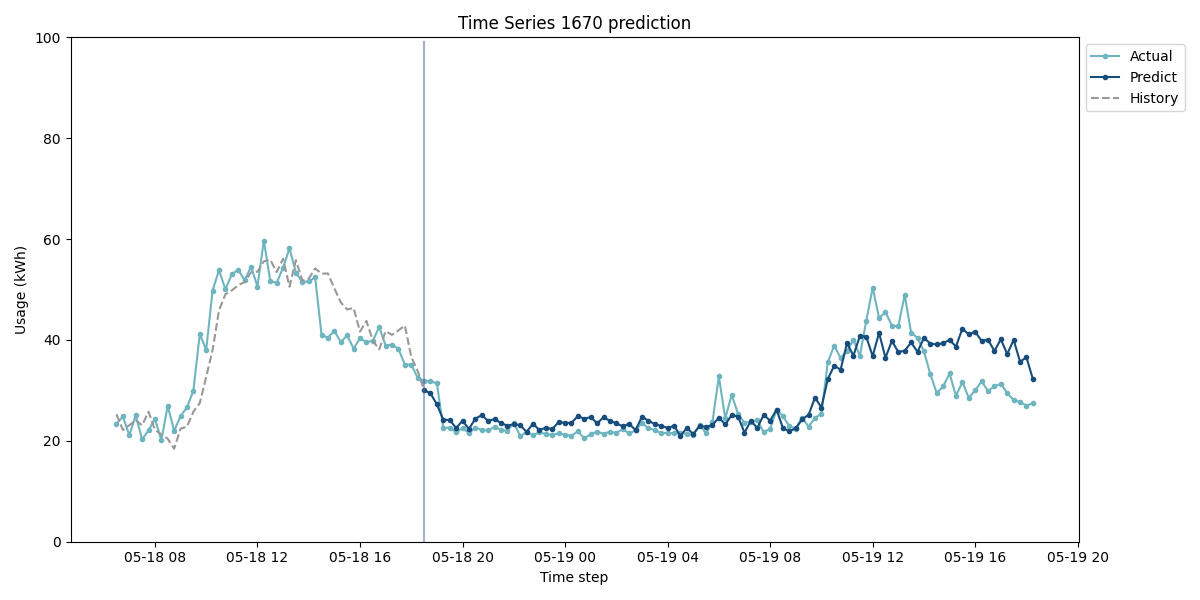 Time Series 1670 prediction
Usage (kWh)
100
80
60
40
20
0
05-18 08
05-18 12
05-18 16
05-18 20
05-19 00
05-19 04
05-19 08
05-19 12
05-19 16
05-19 20
Time step
Actual
Predict
History